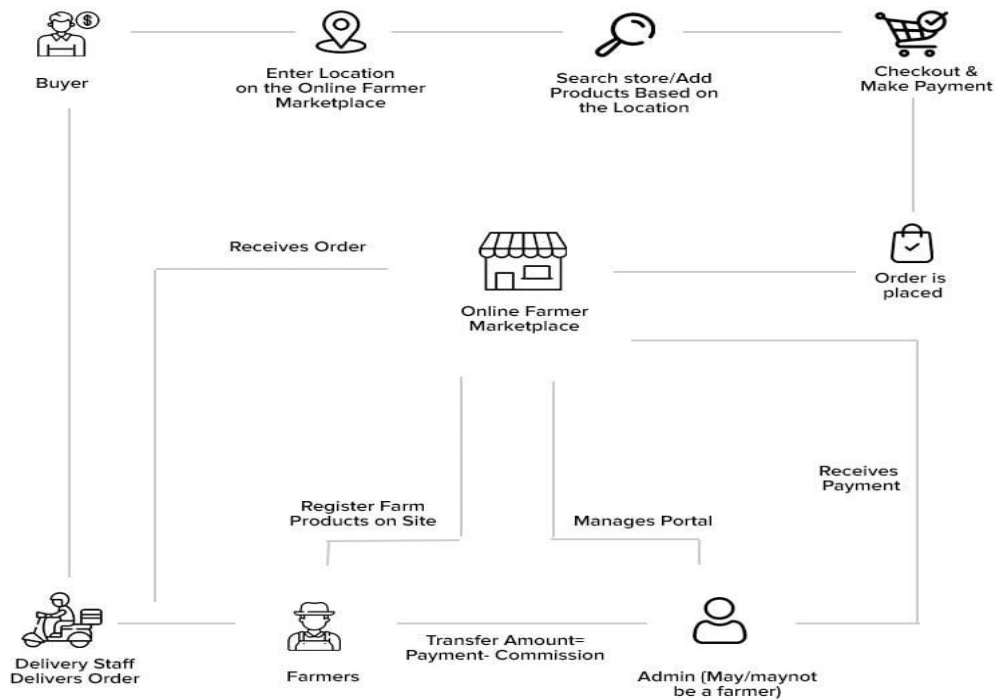 Buyer
Enter Location
on the Online Farmer
Marketplace
Search store/Add
Products Based on
the Location
Checkout &
Make Payment
Receives Order
Online Farmer
Marketplace
Order is
placed
Receives
Payment
Register Farm
Products on Site
Manages Portal
Delivery Staff
Delivers Order
Farmers
Transfer Amount=
Payment- Commission
Admin (May/maynot
be a farmer)